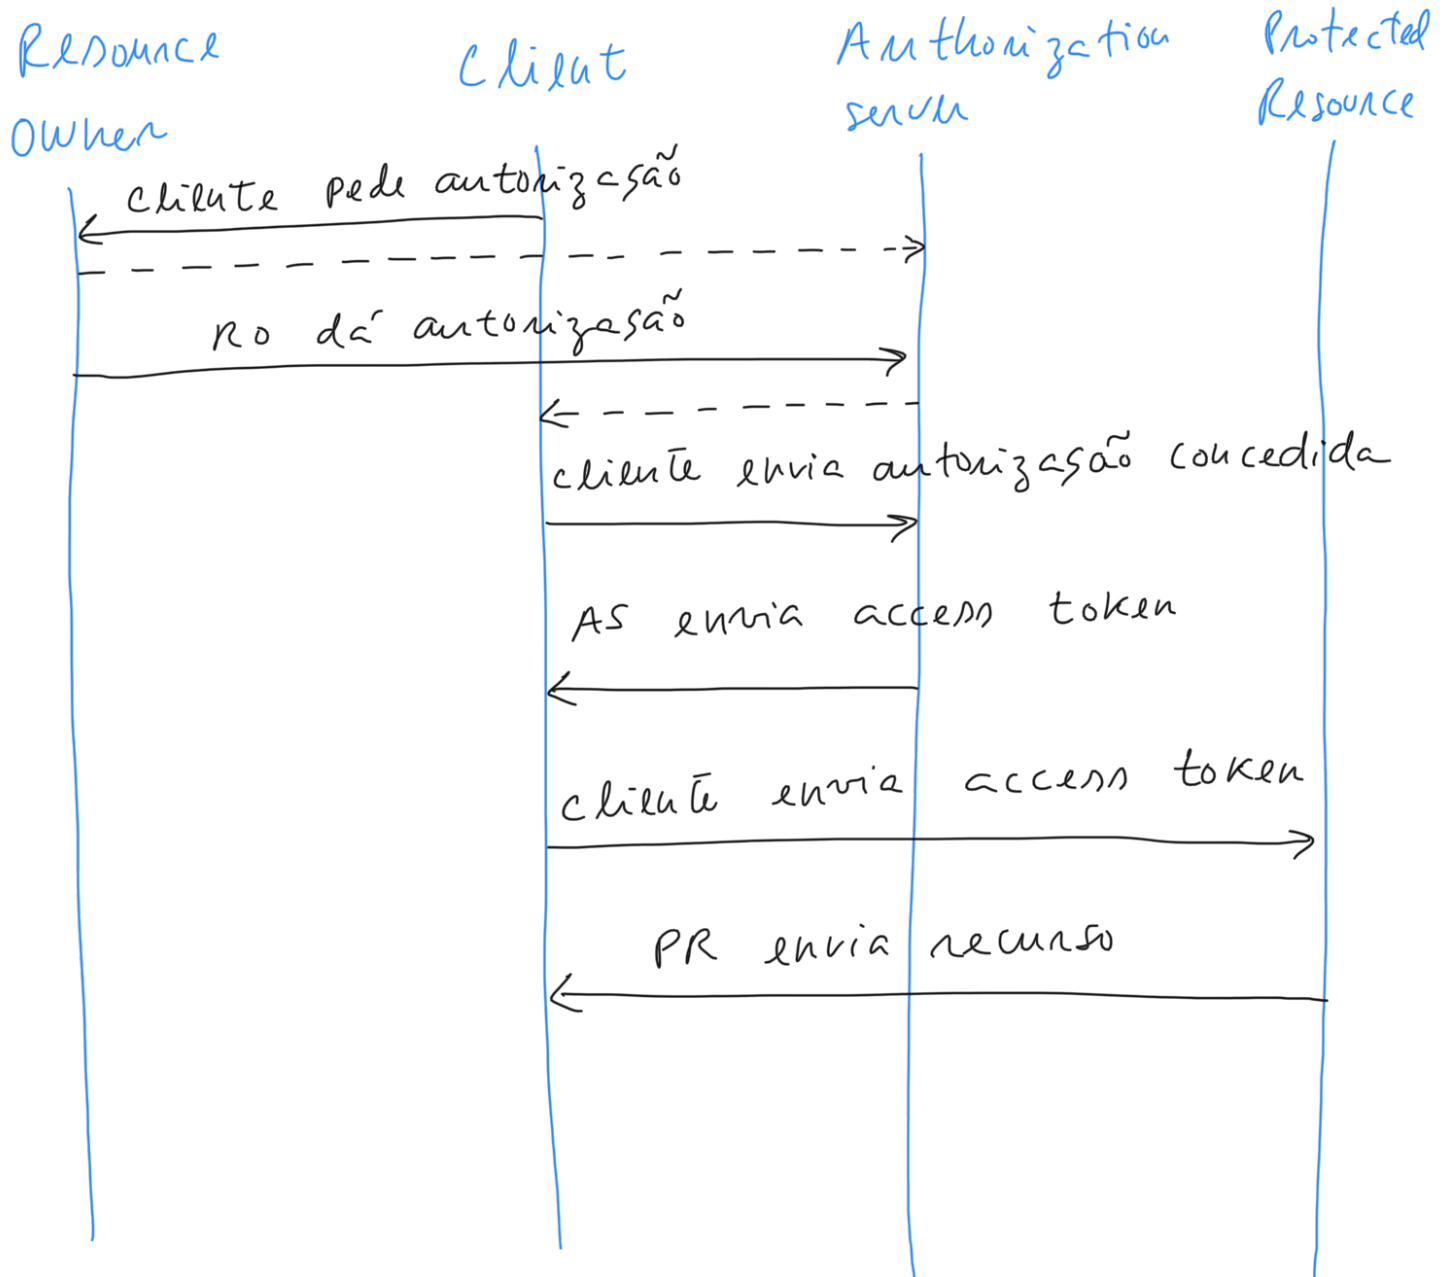 Resource
owner
Client
Authorization
server
Protected
Resource
cliente pede autorização
RO dá autorização
cliente envia autorização concedida
AS envia access token
cliente envia access token
PR envia recurso